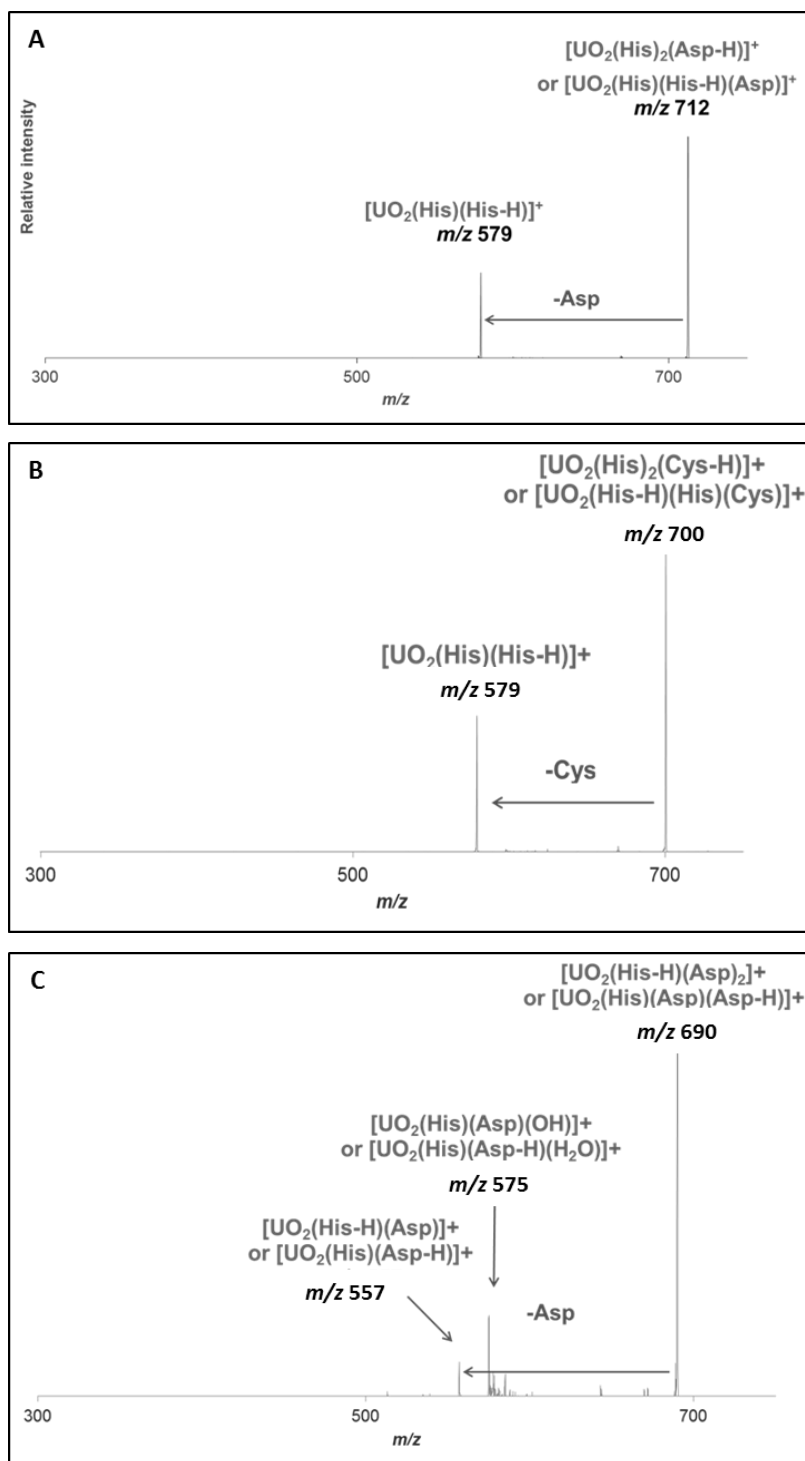 A
[UO₂(His)₂(Asp-H)]⁺
or [UO₂(His)(His-H)(Asp)]⁺
m/z 712
Relative intensity
[UO₂(His)(His-H)]⁺
m/z 579
-Asp
300
500
700
m/z
B
[UO₂(His)₂(Cys-H)]+
or [UO₂(His-H)(His)(Cys)]+
m/z 700
[UO₂(His)(His-H)]+
m/z 579
-Cys
300
500
700
m/z
C
[UO₂(His-H)(Asp)₂]+
or [UO₂(His)(Asp)(Asp-H)]+
m/z 690
[UO₂(His)(Asp)(OH)]+
or [UO₂(His)(Asp-H)(H₂O)]+
m/z 575
[UO₂(His-H)(Asp)]+
or [UO₂(His)(Asp-H)]+
m/z 557
-Asp
300
500
700
m/z